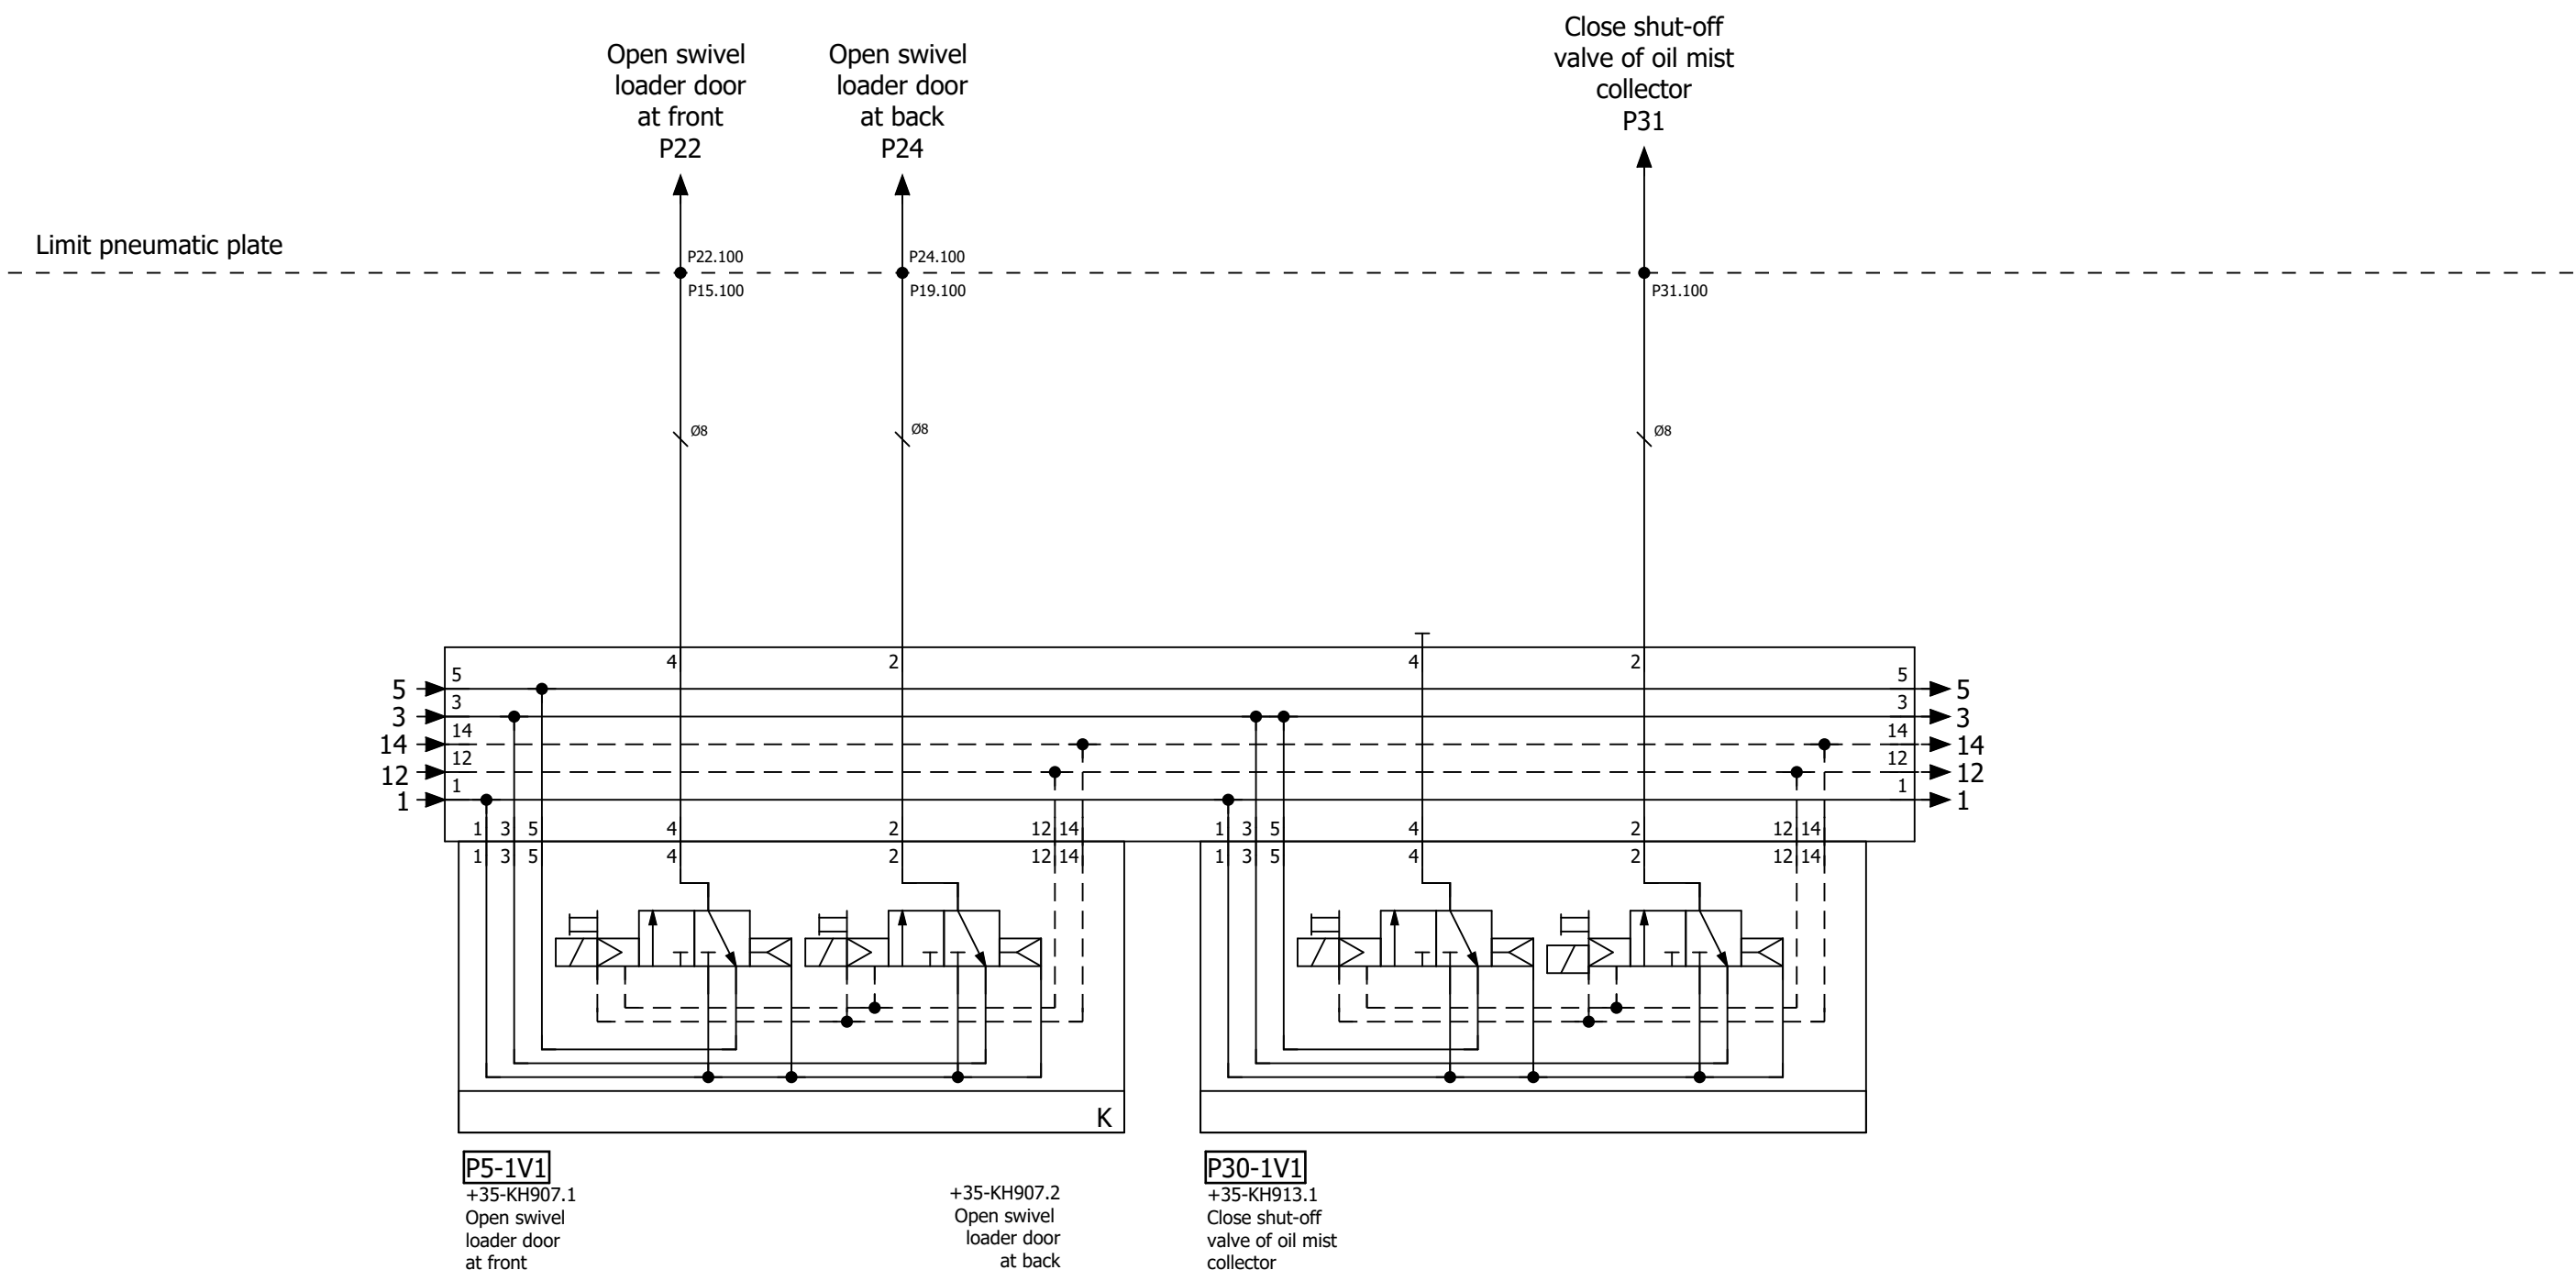 Open swivel
loader door
at front
P22
Open swivel
loader door
at back
P24
Close shut-off
valve of oil mist
collector
P31
Limit pneumatic plate
P22.100
P24.100
P15.100
P19.100
P31.100
Ø8
Ø8
Ø8
4
2
4
2
5
5
5
5
3
3
3
3
14
14
14
14
12
12
12
12
1
1
1
1
1 3 5 4 2 12 14
1 3 5 4 2 12 14
1 3 5 4 2 12 14
1 3 5 4 2 12 14
K
P5-1V1
+35-KH907.1
Open swivel
loader door
at front
+35-KH907.2
Open swivel
loader door
at back
P30-1V1
+35-KH913.1
Close shut-off
valve of oil mist
collector